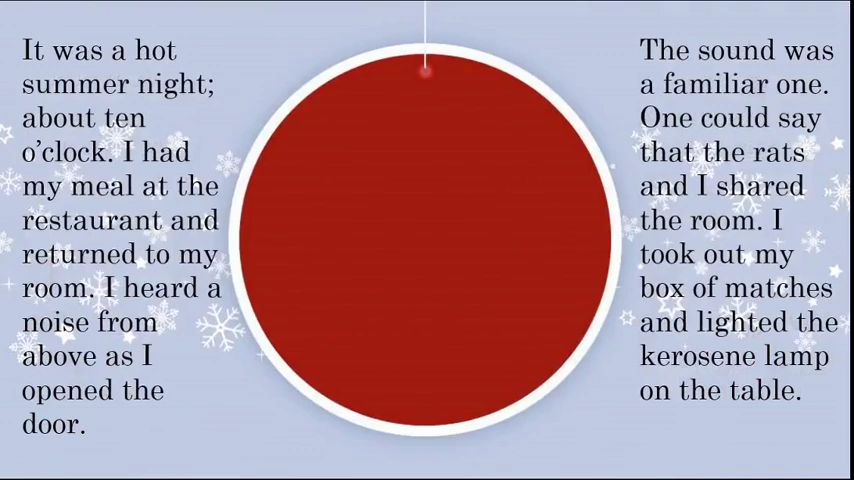 It was a hot
summer night;
about ten
o’clock. I had
my meal at the
restaurant and
returned to my
room. I heard a
noise from
above as I
opened the
door.
The sound was
a familiar one.
One could say
that the rats
and I shared
the room. I
took out my
box of matches
and lighted the
kerosene lamp
on the table.